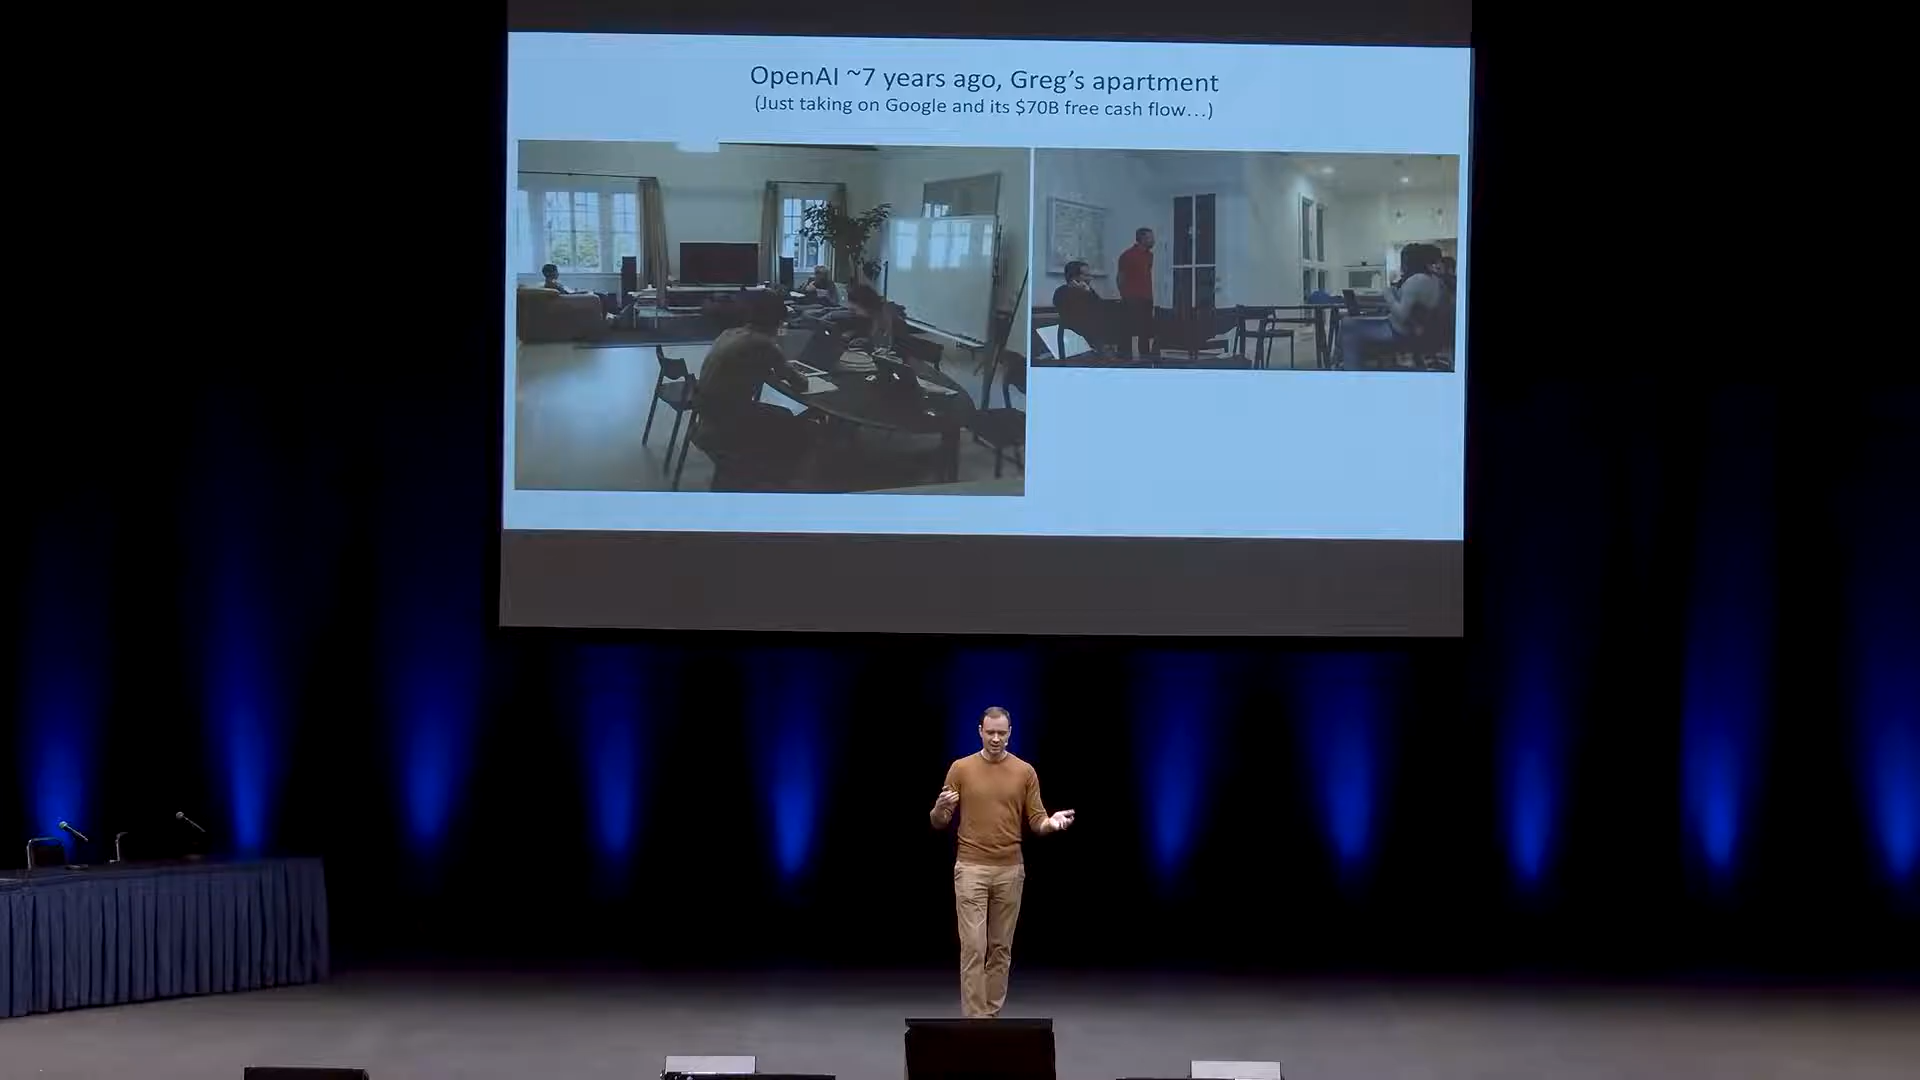 OpenAI ~7 years ago, Greg's apartment
(Just taking on Google and its $70B free cash flow...)